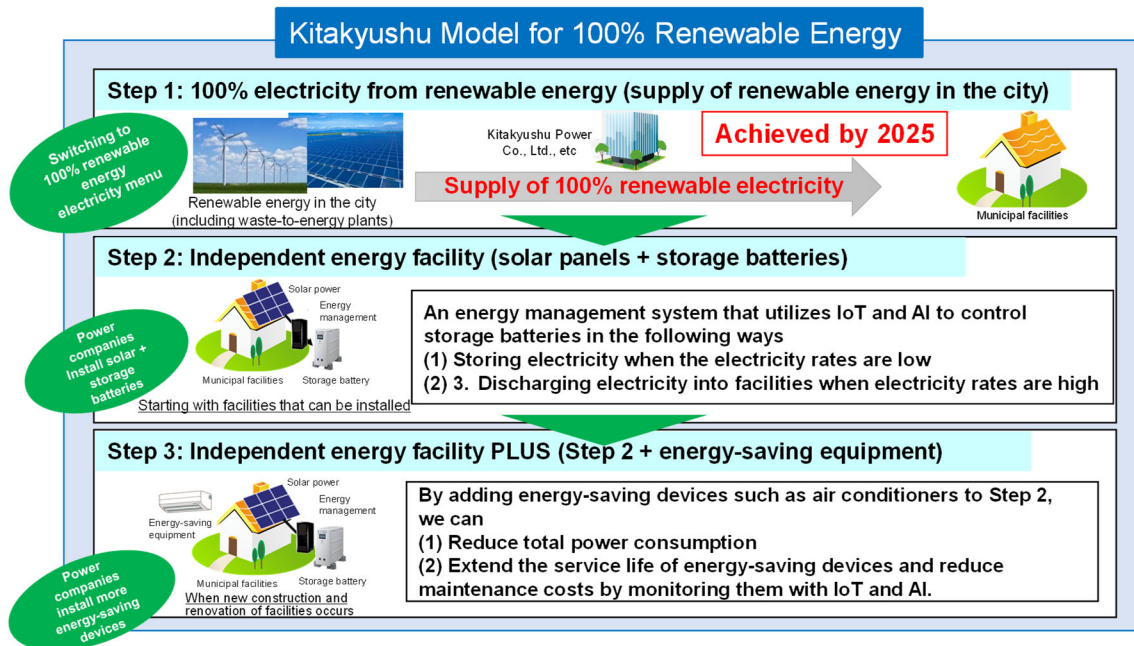 Kitakyushu Model for 100% Renewable Energy
Step 1: 100% electricity from renewable energy (supply of renewable energy in the city)
Switching to
100% renewable
energy
electricity menu
Renewable energy in the city
(including waste-to-energy plants)
Kitakyushu Power
Co., Ltd., etc
Achieved by 2025
Supply of 100% renewable electricity
Municipal facilities
Step 2: Independent energy facility (solar panels + storage batteries)
Power
companies
Install solar +
storage
batteries
Solar power
Energy
management
Municipal facilities
Storage battery
Starting with facilities that can be installed
An energy management system that utilizes IoT and AI to control
storage batteries in the following ways
(1) Storing electricity when the electricity rates are low
(2) 3. Discharging electricity into facilities when electricity rates are high
Step 3: Independent energy facility PLUS (Step 2 + energy-saving equipment)
Power
companies
install more
energy-saving
devices
Solar power
Energy
management
Energy-saving
equipment
Municipal facilities
Storage battery
When new construction and
renovation of facilities occurs
By adding energy-saving devices such as air conditioners to Step 2,
we can
(1) Reduce total power consumption
(2) Extend the service life of energy-saving devices and reduce
maintenance costs by monitoring them with IoT and AI.